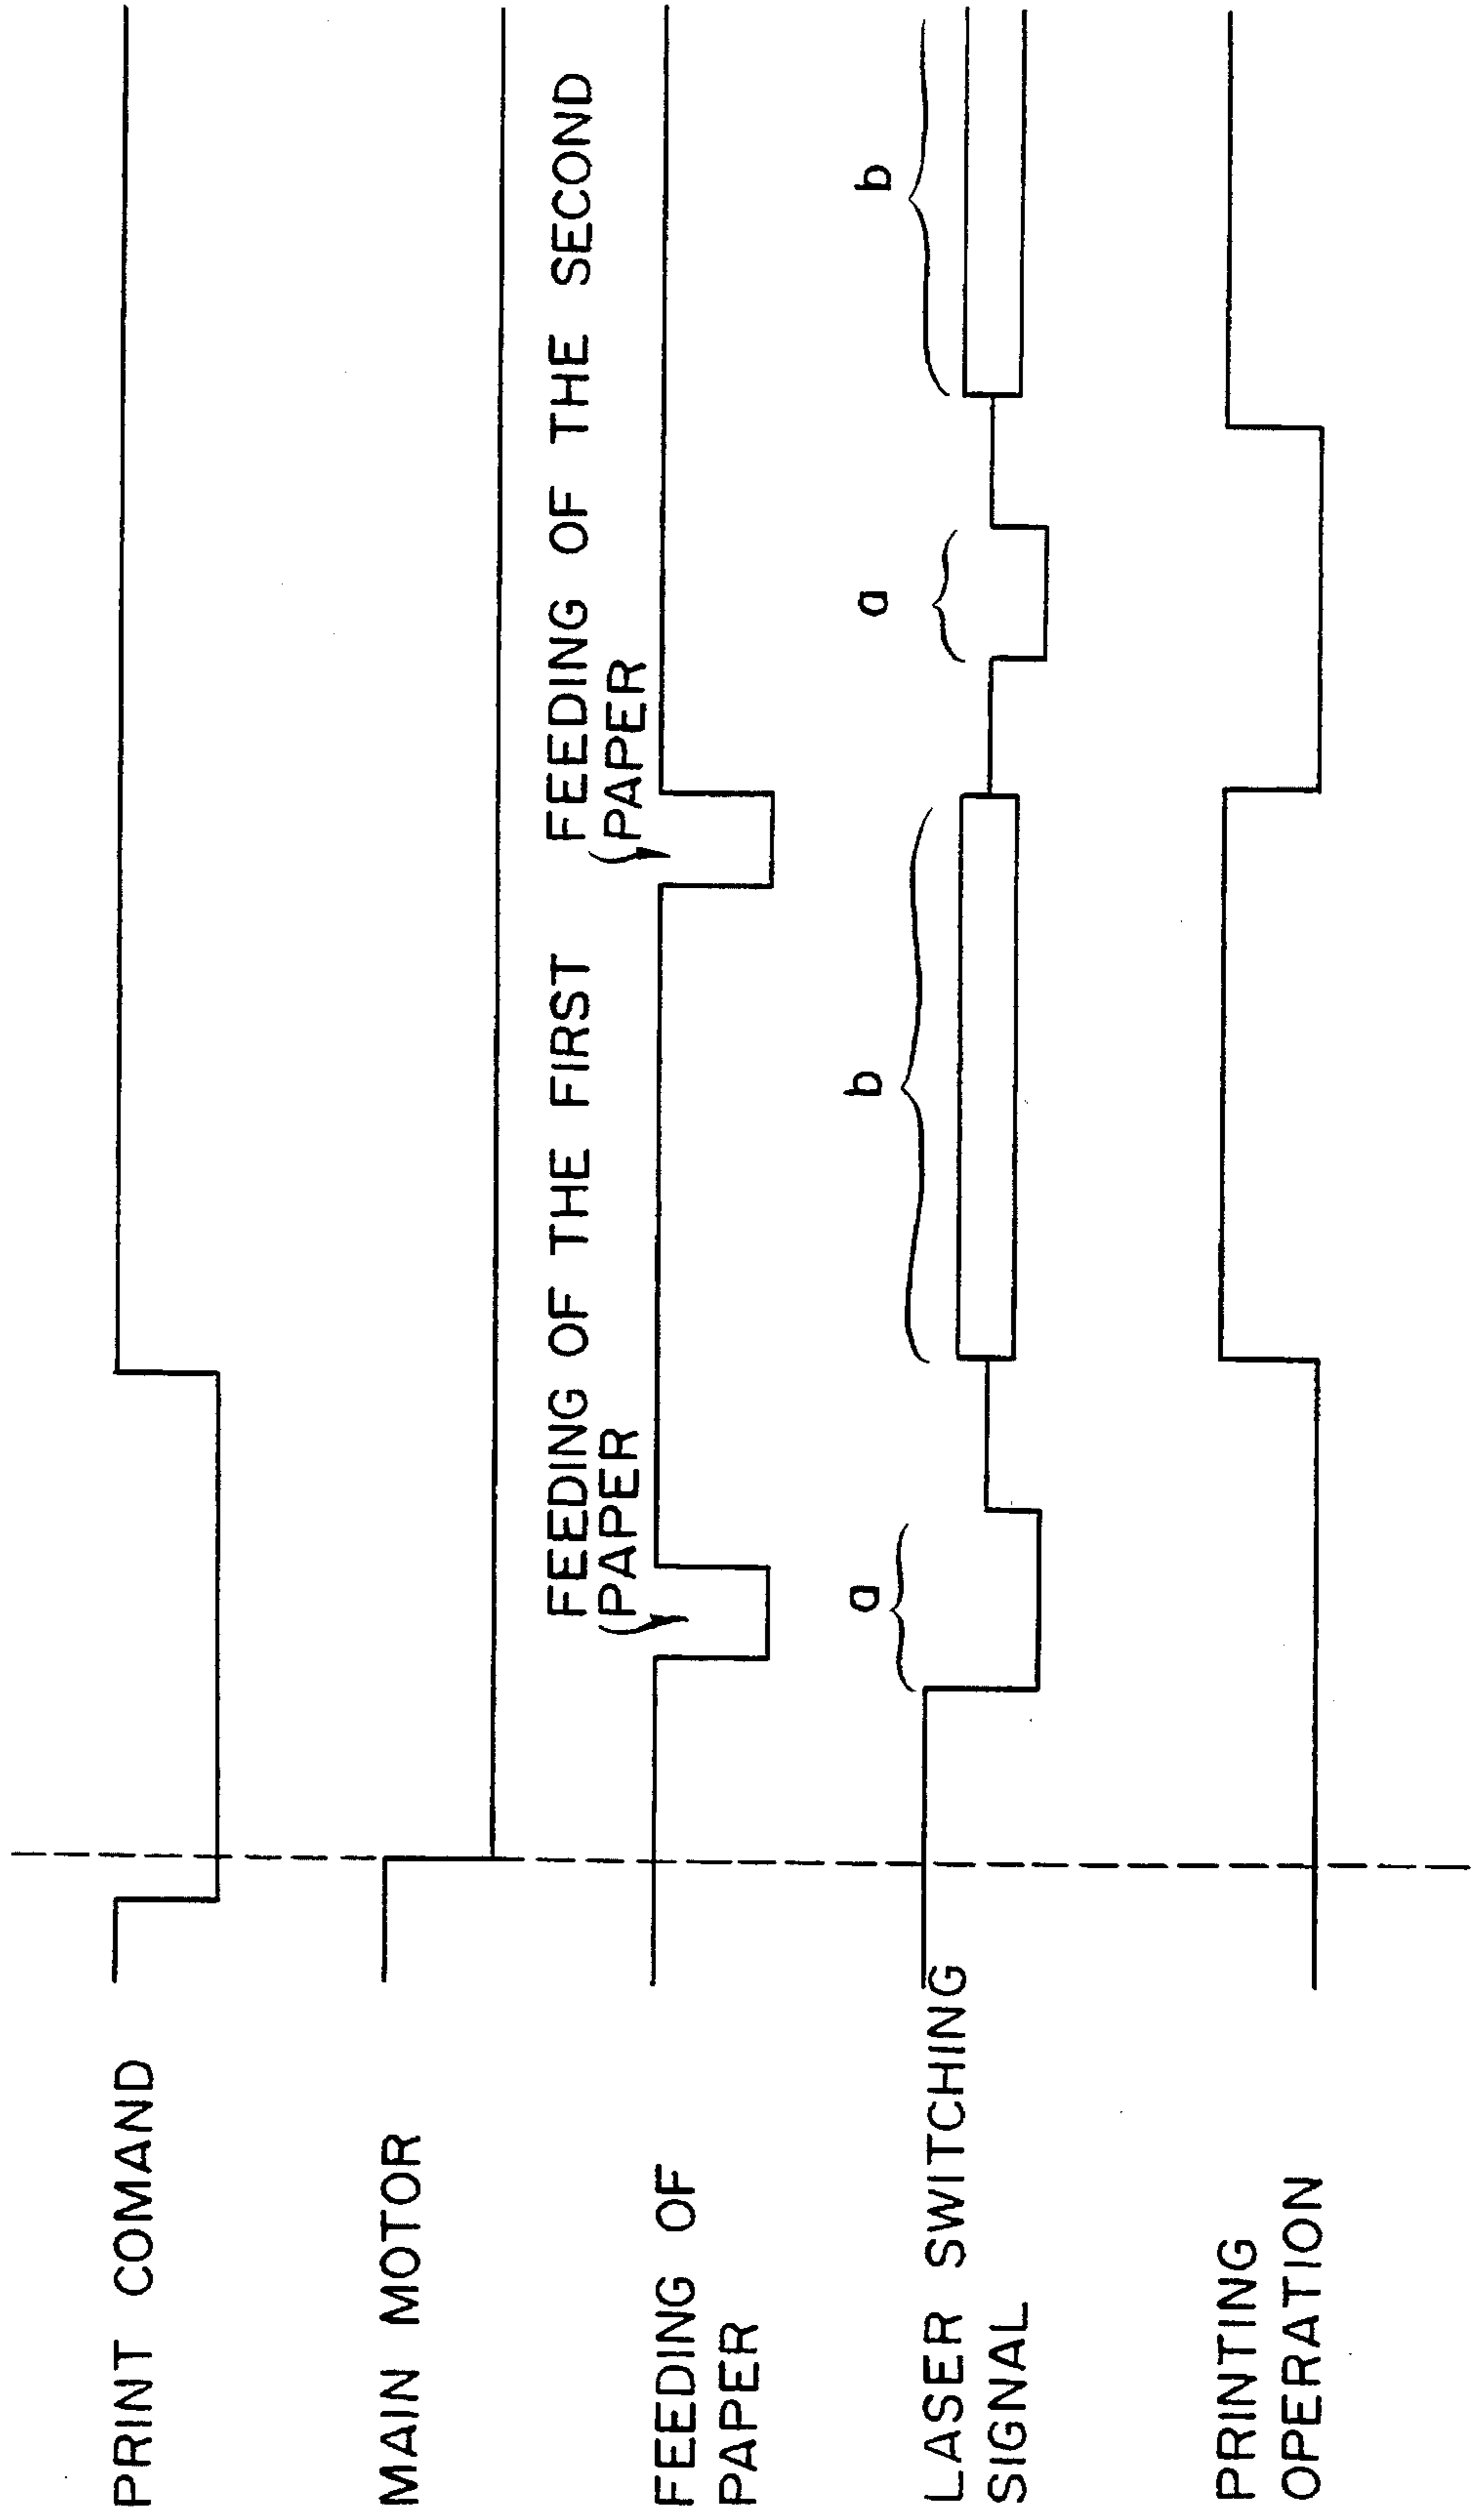 PRINT COMAND
MAIN MOTOR
FEEDING OF
PAPER
FEEDING OF THE FIRST
PAPER
FEEDING OF THE SECOND
PAPER
LASER SWITCHING
SIGNAL
a
b
a
b
PRINTING
OPERATION